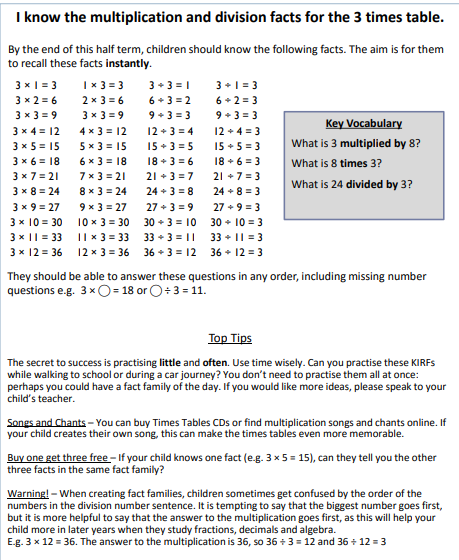 I know the multiplication and division facts for the 3 times table.
By the end of this half term, children should know the following facts. The aim is for them
to recall these facts instantly.
3 × 1 = 3 1 × 3 = 3 3 ÷ 3 = 1 3 ÷ 1 = 3
3 × 2 = 6 2 × 3 = 6 6 ÷ 3 = 2 6 ÷ 2 = 3
3 × 3 = 9 3 × 3 = 9 9 ÷ 3 = 3 9 ÷ 3 = 3
3 × 4 = 12 4 × 3 = 12 12 ÷ 3 = 4 12 ÷ 4 = 3
3 × 5 = 15 5 × 3 = 15 15 ÷ 3 = 5 15 ÷ 5 = 3
3 × 6 = 18 6 × 3 = 18 18 ÷ 3 = 6 18 ÷ 6 = 3
3 × 7 = 21 7 × 3 = 21 21 ÷ 3 = 7 21 ÷ 7 = 3
3 × 8 = 24 8 × 3 = 24 24 ÷ 3 = 8 24 ÷ 8 = 3
3 × 9 = 27 9 × 3 = 27 27 ÷ 3 = 9 27 ÷ 9 = 3
3 × 10 = 30 10 × 3 = 30 30 ÷ 3 = 10 30 ÷ 10 = 3
3 × 11 = 33 11 × 3 = 33 33 ÷ 3 = 11 33 ÷ 11 = 3
3 × 12 = 36 12 × 3 = 36 36 ÷ 3 = 12 36 ÷ 12 = 3
Key Vocabulary
What is 3 multiplied by 8?
What is 8 times 3?
What is 24 divided by 3?
They should be able to answer these questions in any order, including missing number
questions e.g. 3 × ◯ = 18 or ◯ ÷ 3 = 11.
Top Tips
The secret to success is practising little and often. Use time wisely. Can you practise these KIRFs
while walking to school or during a car journey? You don't need to practise them all at once:
perhaps you could have a fact family of the day. If you would like more ideas, please speak to your
child's teacher.
Songs and Chants – You can buy Times Tables CDs or find multiplication songs and chants online. If
your child creates their own song, this can make the times tables even more memorable.
Buy one get three free – If your child knows one fact (e.g. 3 × 5 = 15), can they tell you the other
three facts in the same fact family?
Warning! – When creating fact families, children sometimes get confused by the order of the
numbers in the division number sentence. It is tempting to say that the biggest number goes first,
but it is more helpful to say that the answer to the multiplication goes first, as this will help your
child more in later years when they study fractions, decimals and algebra.
E.g. 3 × 12 = 36. The answer to the multiplication is 36, so 36 ÷ 3 = 12 and 36 ÷ 12 = 3